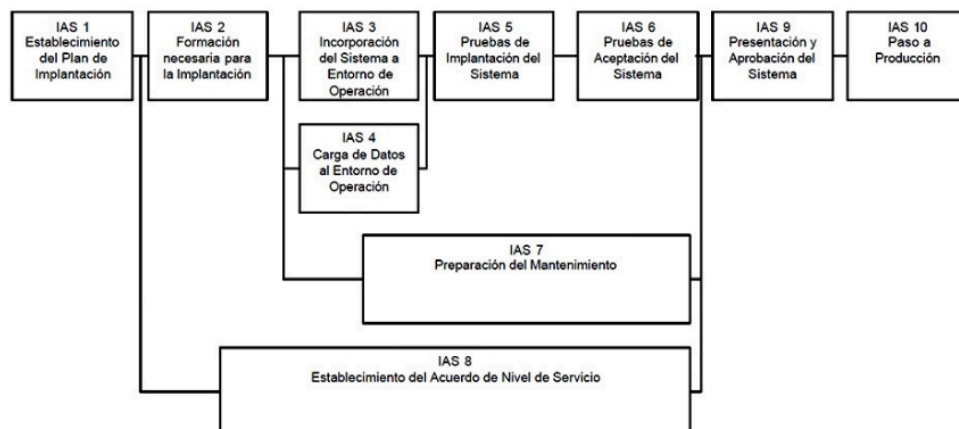 IAS 1
Establecimiento
del Plan de
Implantación
IAS 2
Formación
necesaria para
la Implantación
IAS 3
Incorporación
del Sistema a
Entorno de
Operación
IAS 5
Pruebas de
Implantación del
Sistema
IAS 6
Pruebas de
Aceptación del
Sistema
IAS 9
Presentación y
Aprobación del
Sistema
IAS 10
Paso a
Producción
IAS 4
Carga de Datos
al Entorno de
Operación
IAS 7
Preparación del Mantenimiento
IAS 8
Establecimiento del Acuerdo de Nivel de Servicio